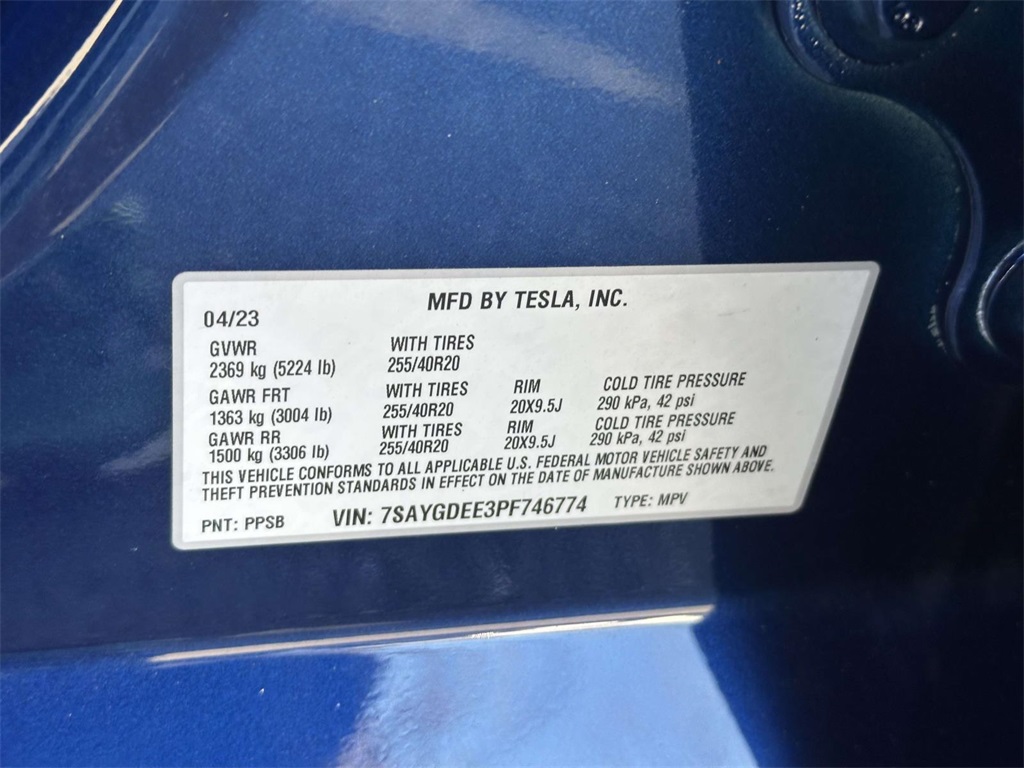 MFD BY TESLA, INC.
04/23
GVWR WITH TIRES
2369 kg (5224 lb) 255/40R20
GAWR FRT WITH TIRES RIM COLD TIRE PRESSURE
1363 kg (3004 lb) 255/40R20 20X9.5J 290 kPa, 42 psi
GAWR RR WITH TIRES RIM COLD TIRE PRESSURE
1500 kg (3306 lb) 255/40R20 20X9.5J 290 kPa, 42 psi
THIS VEHICLE CONFORMS TO ALL APPLICABLE U.S. FEDERAL MOTOR VEHICLE SAFETY AND
THEFT PREVENTION STANDARDS IN EFFECT ON THE DATE OF MANUFACTURE SHOWN ABOVE.
PNT: PPSB VIN: 7SAYGDEE3PF746774 TYPE: MPV